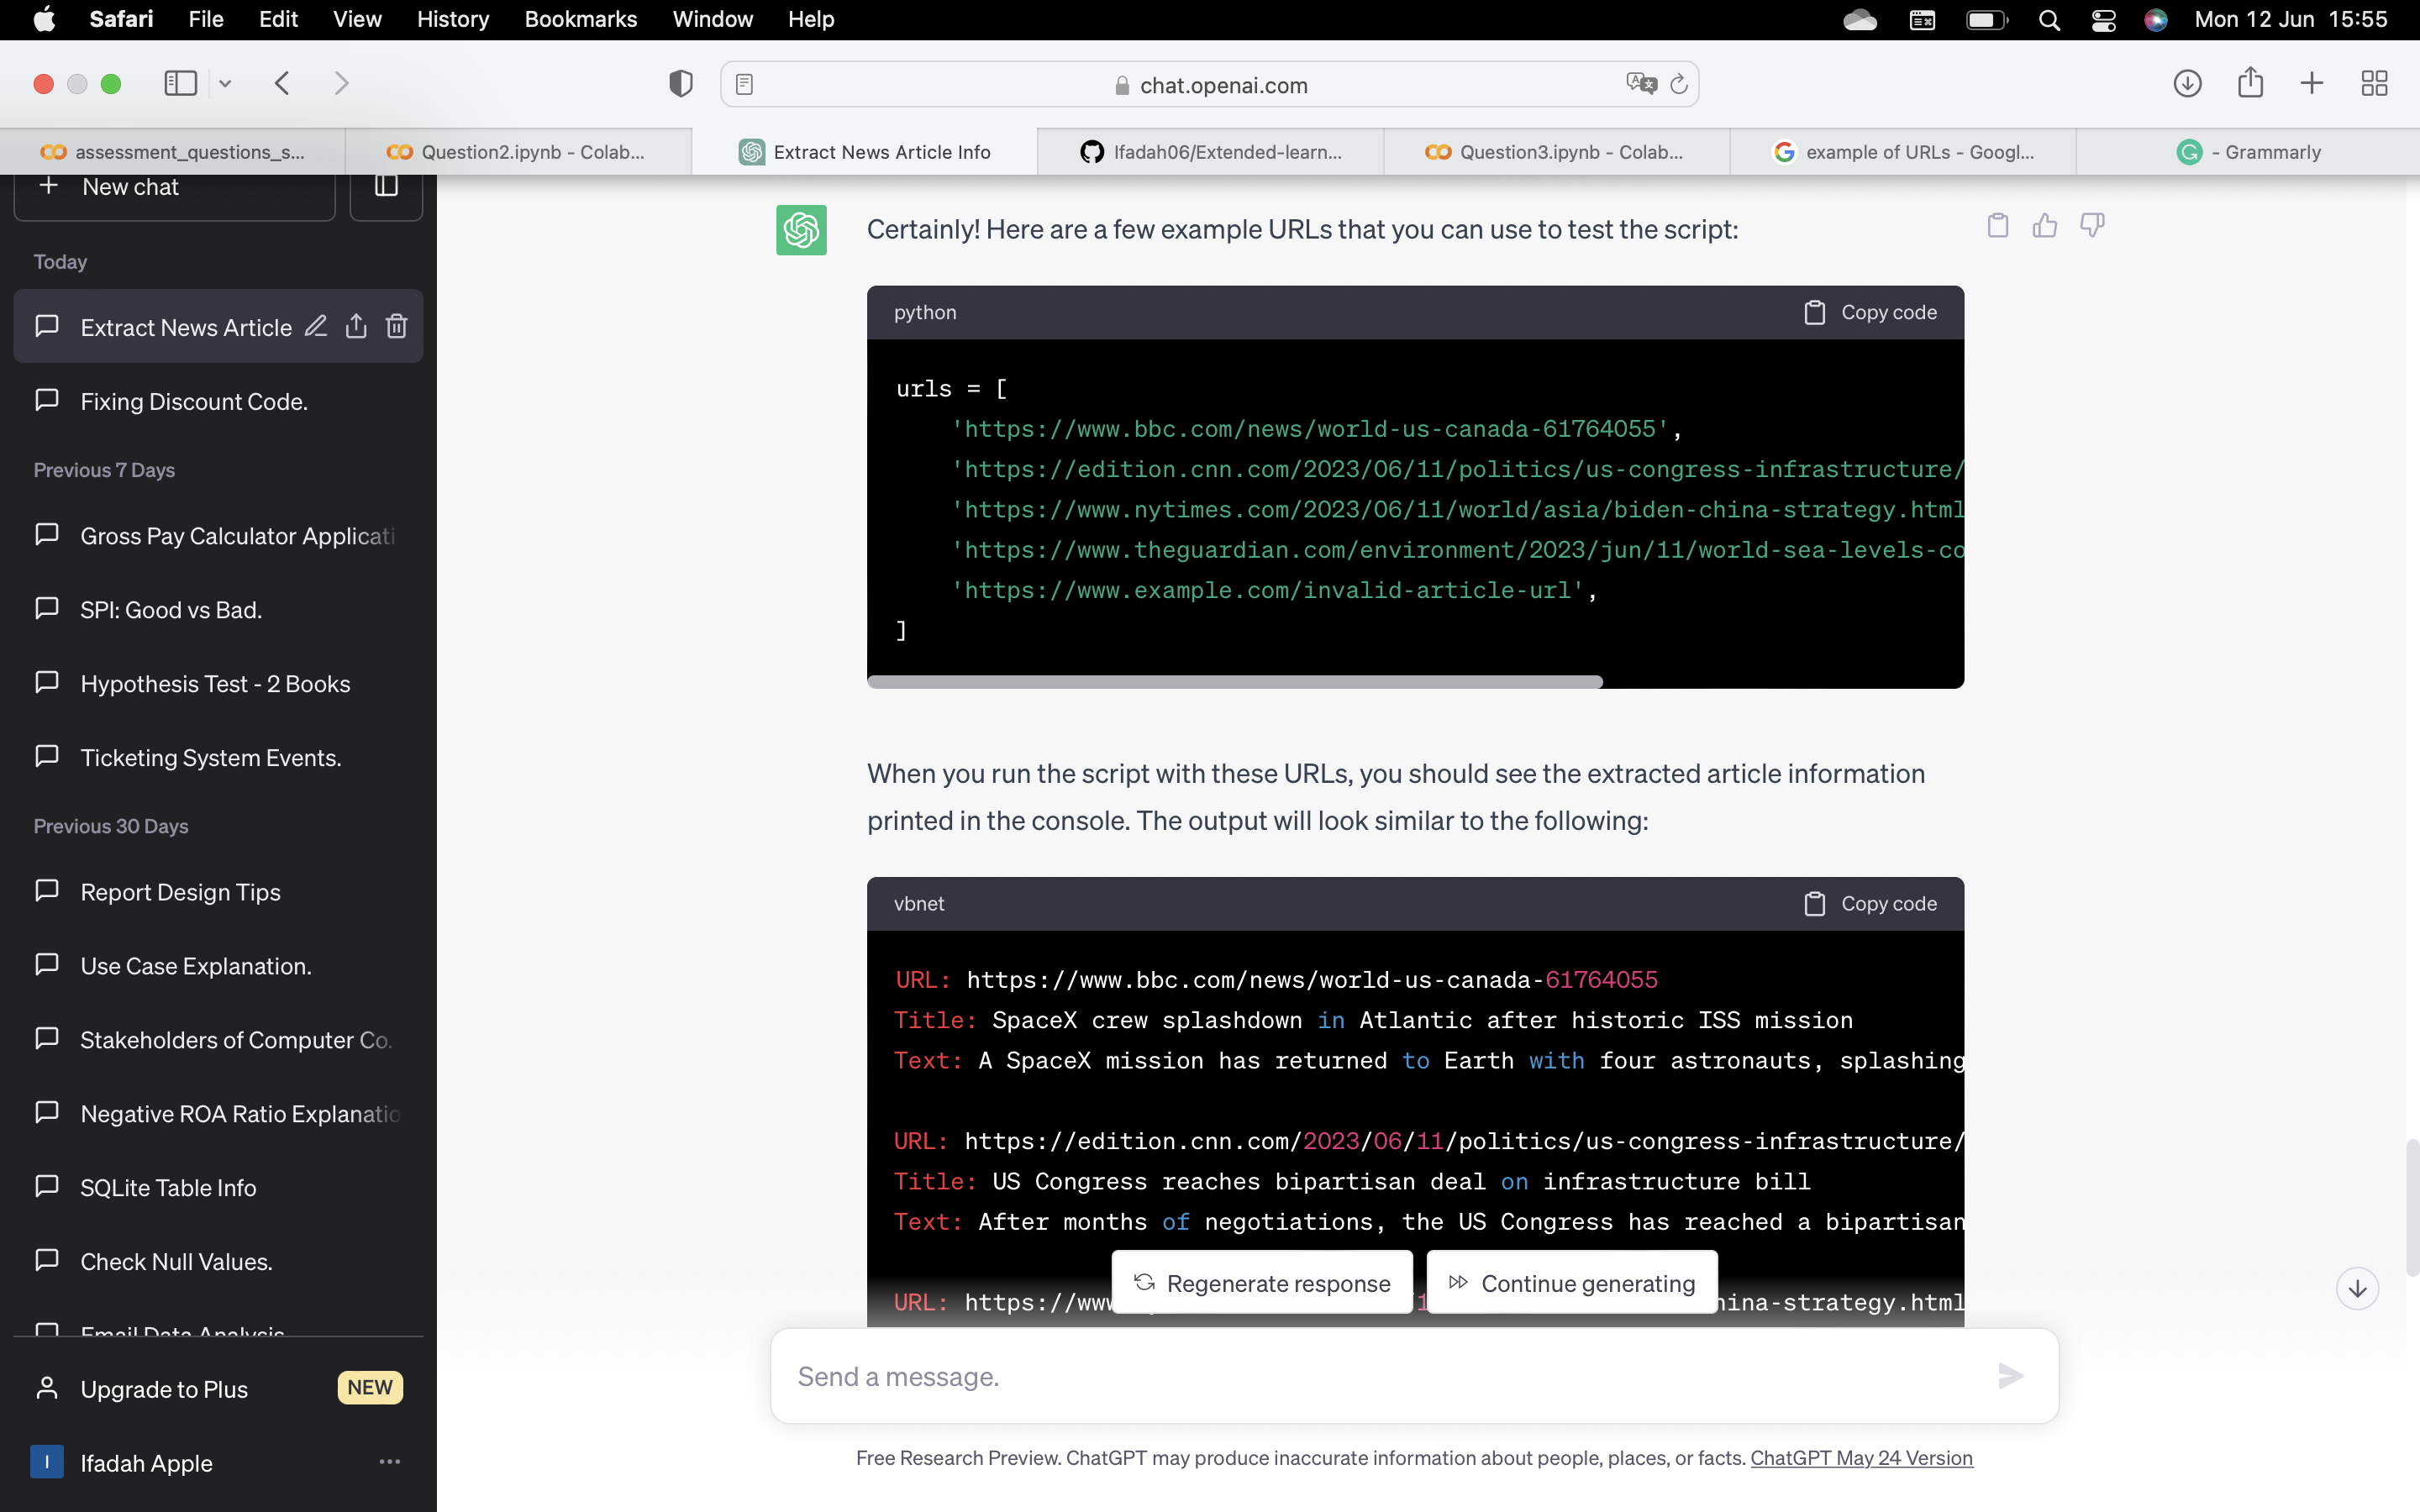 Safari File Edit View History Bookmarks Window Help Mon 12 Jun 15:55
chat.openai.com
assessment_questions_s... Question2.ipynb - Colab... Extract News Article Info Ifadah06/Extended-learn... Question3.ipynb - Colab... example of URLs - Googl... - Grammarly
New chat
Today
Extract News Article
Fixing Discount Code.
Previous 7 Days
Gross Pay Calculator Applicati
SPI: Good vs Bad.
Hypothesis Test - 2 Books
Ticketing System Events.
Previous 30 Days
Report Design Tips
Use Case Explanation.
Stakeholders of Computer Co.
Negative ROA Ratio Explanatio
SQLite Table Info
Check Null Values.
Email Data Analysis
Upgrade to Plus NEW
I Ifadah Apple
Certainly! Here are a few example URLs that you can use to test the script:
python Copy code
urls = [
'https://www.bbc.com/news/world-us-canada-61764055',
'https://edition.cnn.com/2023/06/11/politics/us-congress-infrastructure/
'https://www.nytimes.com/2023/06/11/world/asia/biden-china-strategy.html
'https://www.theguardian.com/environment/2023/jun/11/world-sea-levels-co
'https://www.example.com/invalid-article-url',
]
When you run the script with these URLs, you should see the extracted article information
printed in the console. The output will look similar to the following:
vbnet Copy code
URL: https://www.bbc.com/news/world-us-canada-61764055
Title: SpaceX crew splashdown in Atlantic after historic ISS mission
Text: A SpaceX mission has returned to Earth with four astronauts, splashing
URL: https://edition.cnn.com/2023/06/11/politics/us-congress-infrastructure/
Title: US Congress reaches bipartisan deal on infrastructure bill
Text: After months of negotiations, the US Congress has reached a bipartisan
URL: https://www ina-strategy.html
Regenerate response Continue generating
Send a message.
Free Research Preview. ChatGPT may produce inaccurate information about people, places, or facts. ChatGPT May 24 Version